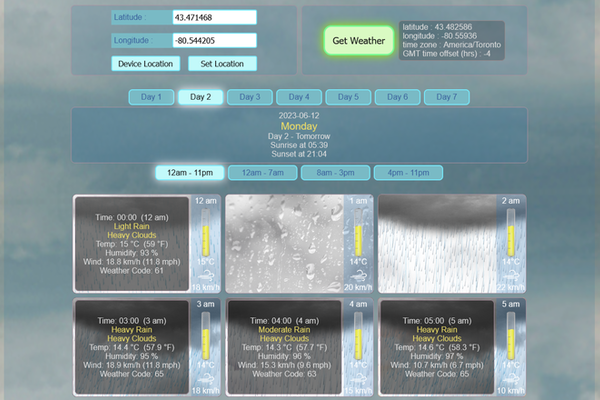 Latitude :
43.471468
Longitude :
-80.544205
Device Location
Set Location
Get Weather
latitude : 43.482586
longitude : -80.55936
time zone : America/Toronto
GMT time offset (hrs) : -4
Day 1
Day 2
Day 3
Day 4
Day 5
Day 6
Day 7
2023-06-12
Monday
Day 2 - Tomorrow
Sunrise at 05:39
Sunset at 21:04
12am - 11pm
12am - 7am
8am - 3pm
4pm - 11pm
12 am
Time: 00:00 (12 am)
Light Rain
Heavy Clouds
Temp: 15 °C (59 °F)
Humidity: 93 %
Wind: 18.8 km/h (11.8 mph)
Weather Code: 61
15°C
18 km/h
1 am
14°C
20 km/h
2 am
14°C
22 km/h
3 am
Time: 03:00 (3 am)
Heavy Rain
Heavy Clouds
Temp: 14.4 °C (57.9 °F)
Humidity: 95 %
Wind: 18.9 km/h (11.8 mph)
Weather Code: 65
14°C
18 km/h
4 am
Time: 04:00 (4 am)
Moderate Rain
Heavy Clouds
Temp: 14.3 °C (57.7 °F)
Humidity: 96 %
Wind: 15.3 km/h (9.6 mph)
Weather Code: 63
14°C
15 km/h
5 am
Time: 05:00 (5 am)
Heavy Rain
Heavy Clouds
Temp: 14.6 °C (58.3 °F)
Humidity: 97 %
Wind: 10.7 km/h (6.7 mph)
Weather Code: 65
14°C
10 km/h